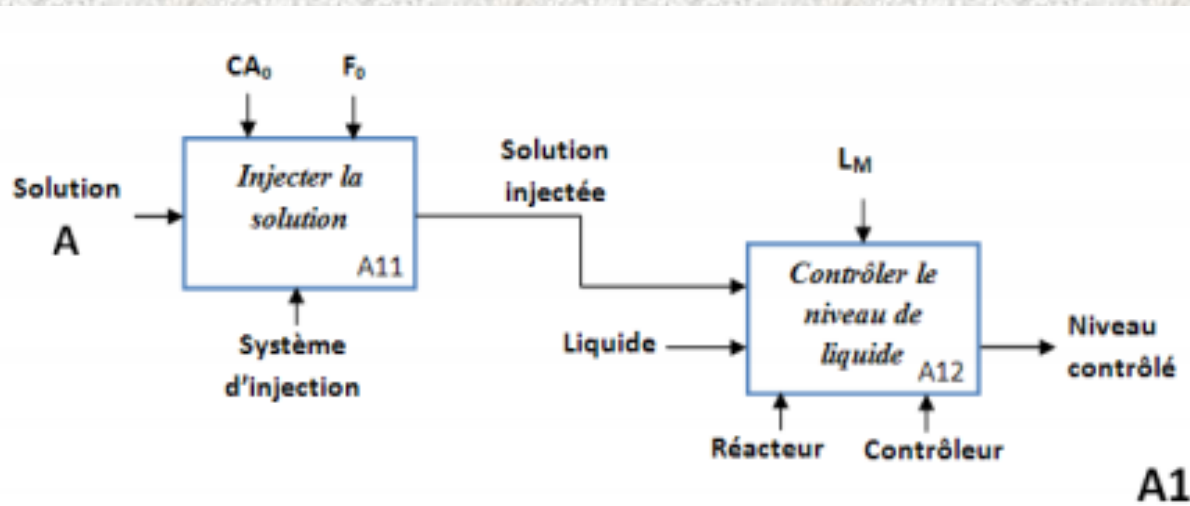 CA₀
F₀
Solution
A
Injecter la
solution
A11
Système
d'injection
Solution
injectée
L_M
Liquide
Contrôler le
niveau de
liquide
A12
Réacteur
Contrôleur
Niveau
contrôlé
A1